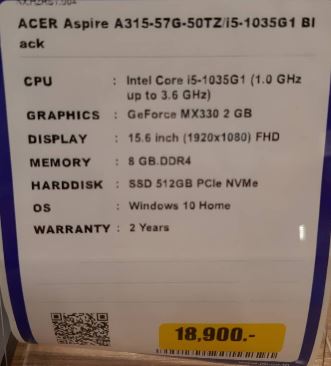 ACER Aspire A315-57G-50TZ/i5-1035G1 Bl
ack
CPU : Intel Core i5-1035G1 (1.0 GHz
up to 3.6 GHz)
GRAPHICS : GeForce MX330 2 GB
DISPLAY : 15.6 inch (1920x1080) FHD
MEMORY : 8 GB DDR4
HARDDISK : SSD 512GB PCIe NVMe
OS : Windows 10 Home
WARRANTY : 2 Years
18,900.-